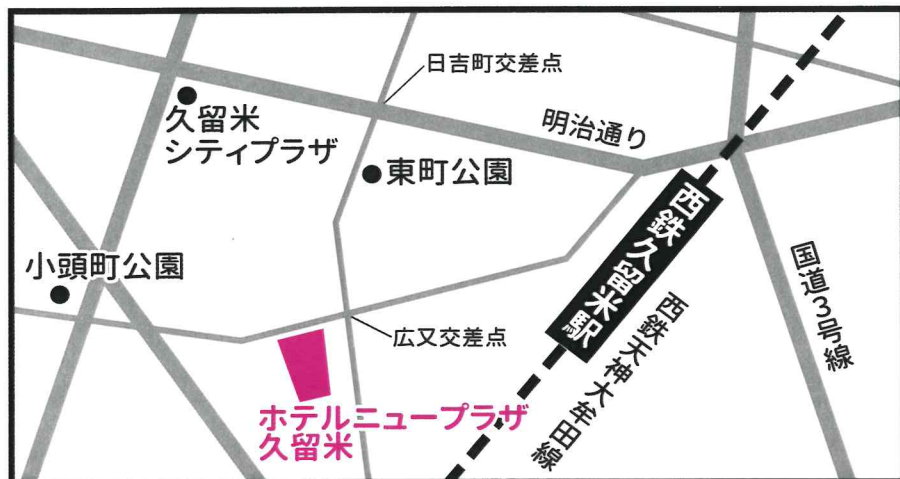 日吉町交差点
久留米
シティプラザ
明治通り
東町公園
西鉄久留米駅
小頭町公園
国道3号線
西鉄天神大牟田線
広又交差点
ホテルニュープラザ
久留米